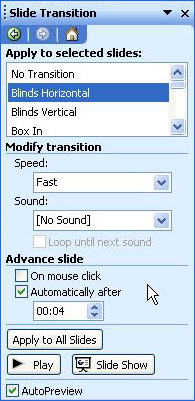 Slide Transition
Apply to selected slides:
No Transition
Blinds Horizontal
Blinds Vertical
Box In
Modify transition
Speed:
Fast
Sound:
[No Sound]
Loop until next sound
Advance slide
On mouse click
Automatically after
00:04
Apply to All Slides
Play
Slide Show
AutoPreview